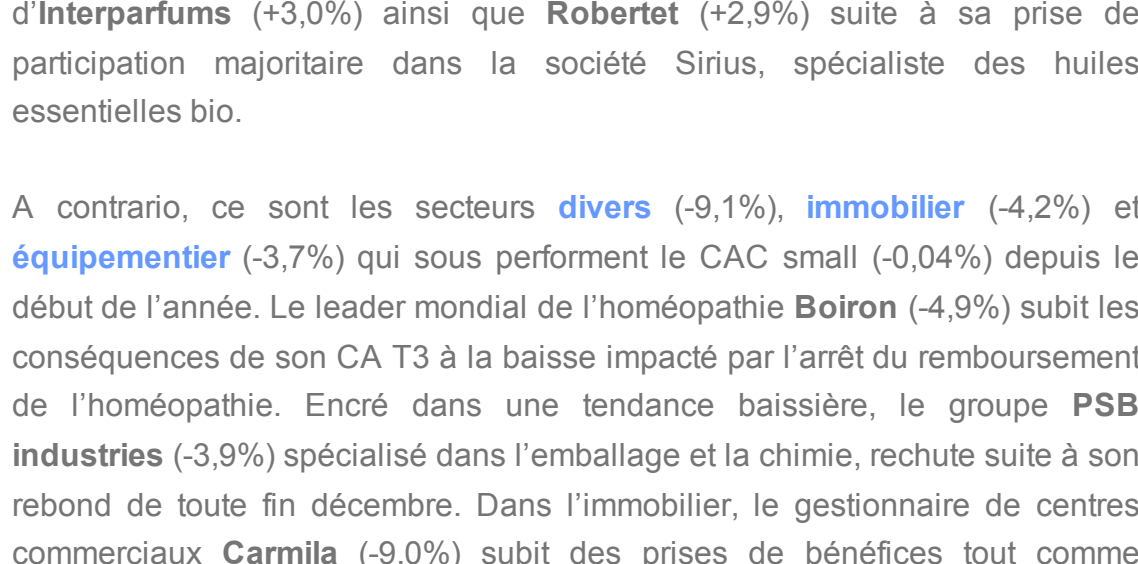 d’Interparfums (+3,0%) ainsi que Robertet (+2,9%) suite à sa prise de
participation majoritaire dans la société Sirius, spécialiste des huiles
essentielles bio.
A contrario, ce sont les secteurs divers (-9,1%), immobilier (-4,2%) et
équipementier (-3,7%) qui sous performent le CAC small (-0,04%) depuis le
début de l’année. Le leader mondial de l’homéopathie Boiron (-4,9%) subit les
conséquences de son CA T3 à la baisse impacté par l’arrêt du remboursement
de l’homéopathie. Encré dans une tendance baissière, le groupe PSB
industries (-3,9%) spécialisé dans l’emballage et la chimie, rechute suite à son
rebond de toute fin décembre. Dans l’immobilier, le gestionnaire de centres
commerciaux Carmila (-9,0%) subit des prises de bénéfices tout comme